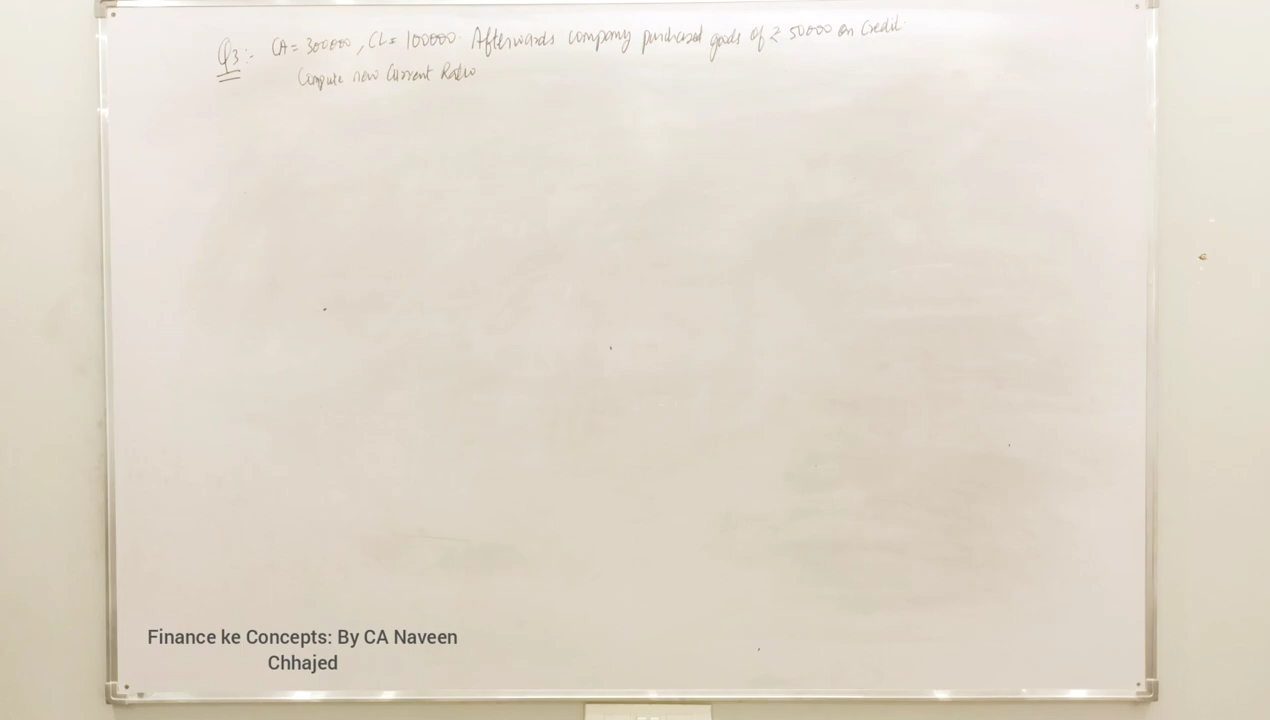 Q3:- CA = 300000, CL = 100000. Afterwards company purchased goods of ₹ 50000 on Credit.
Compute new Current Ratio
Finance ke Concepts: By CA Naveen
Chhajed